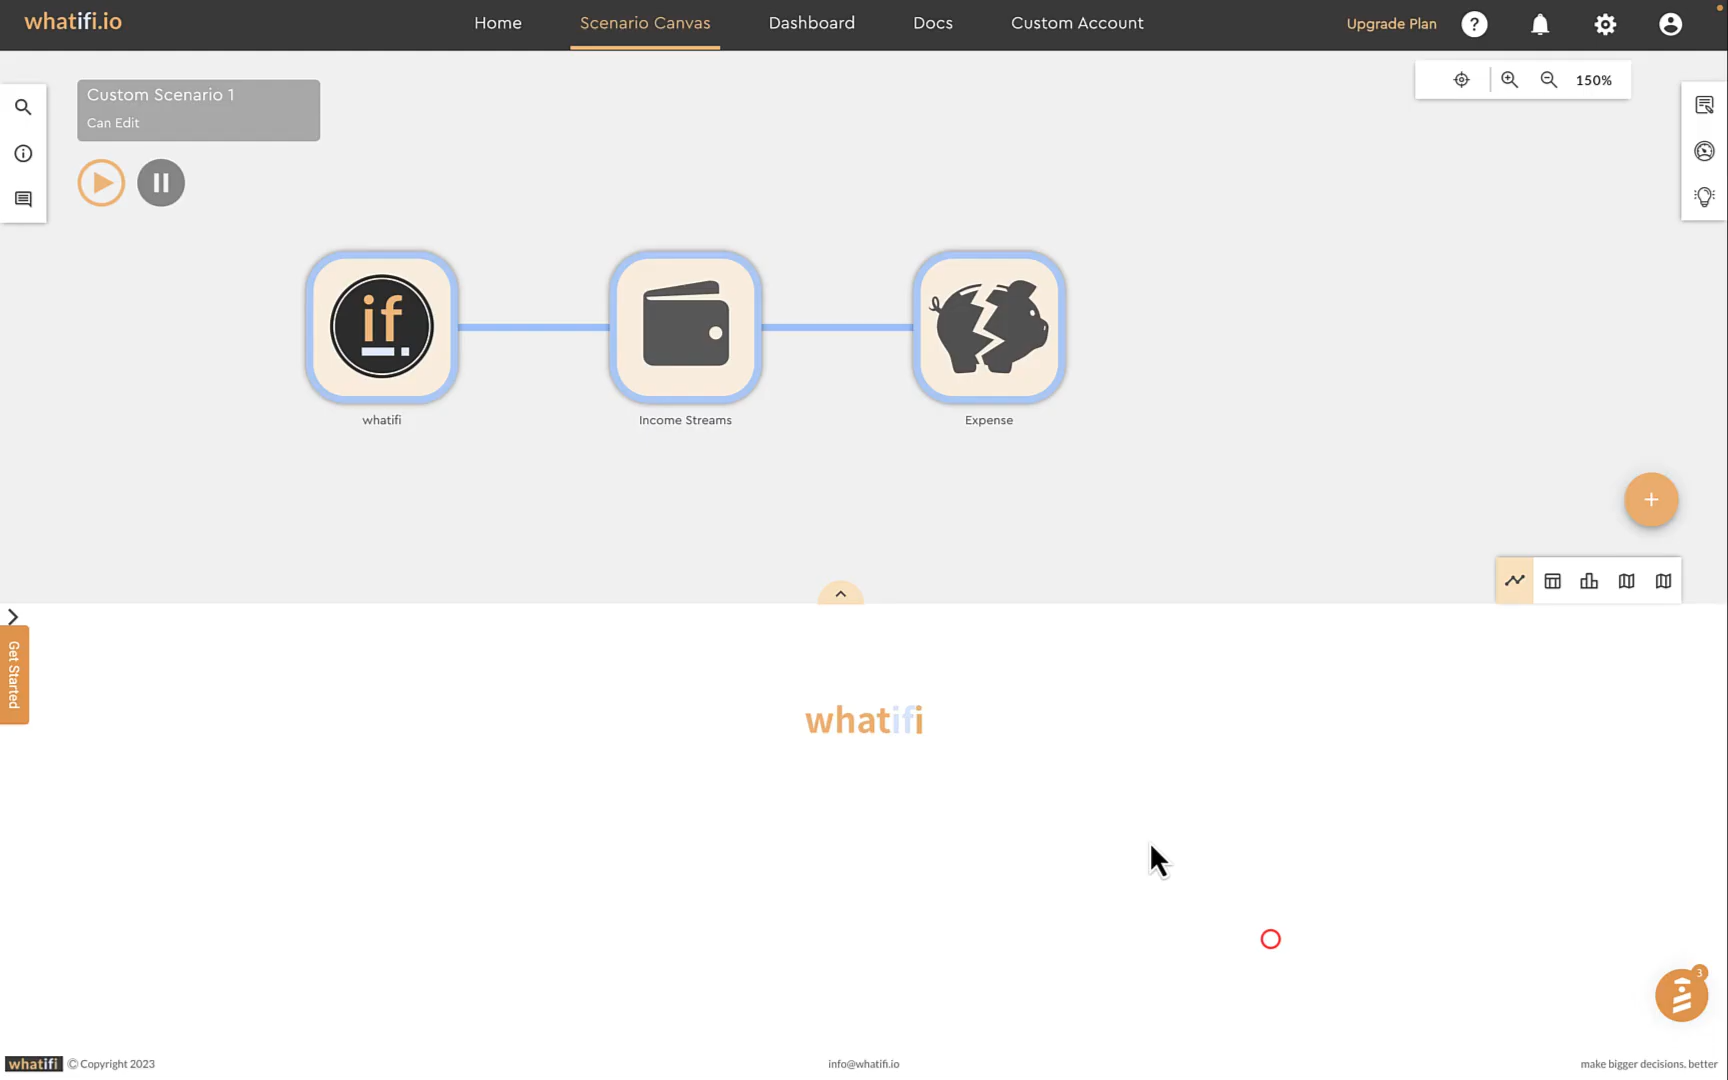 whatifi.io
Home
Scenario Canvas
Dashboard
Docs
Custom Account
Upgrade Plan
?
150%
Custom Scenario 1
Can Edit
if
whatifi
Income Streams
Expense
+
Get Started
whatifi
3
whatifi © Copyright 2023
info@whatifi.io
make bigger decisions, better